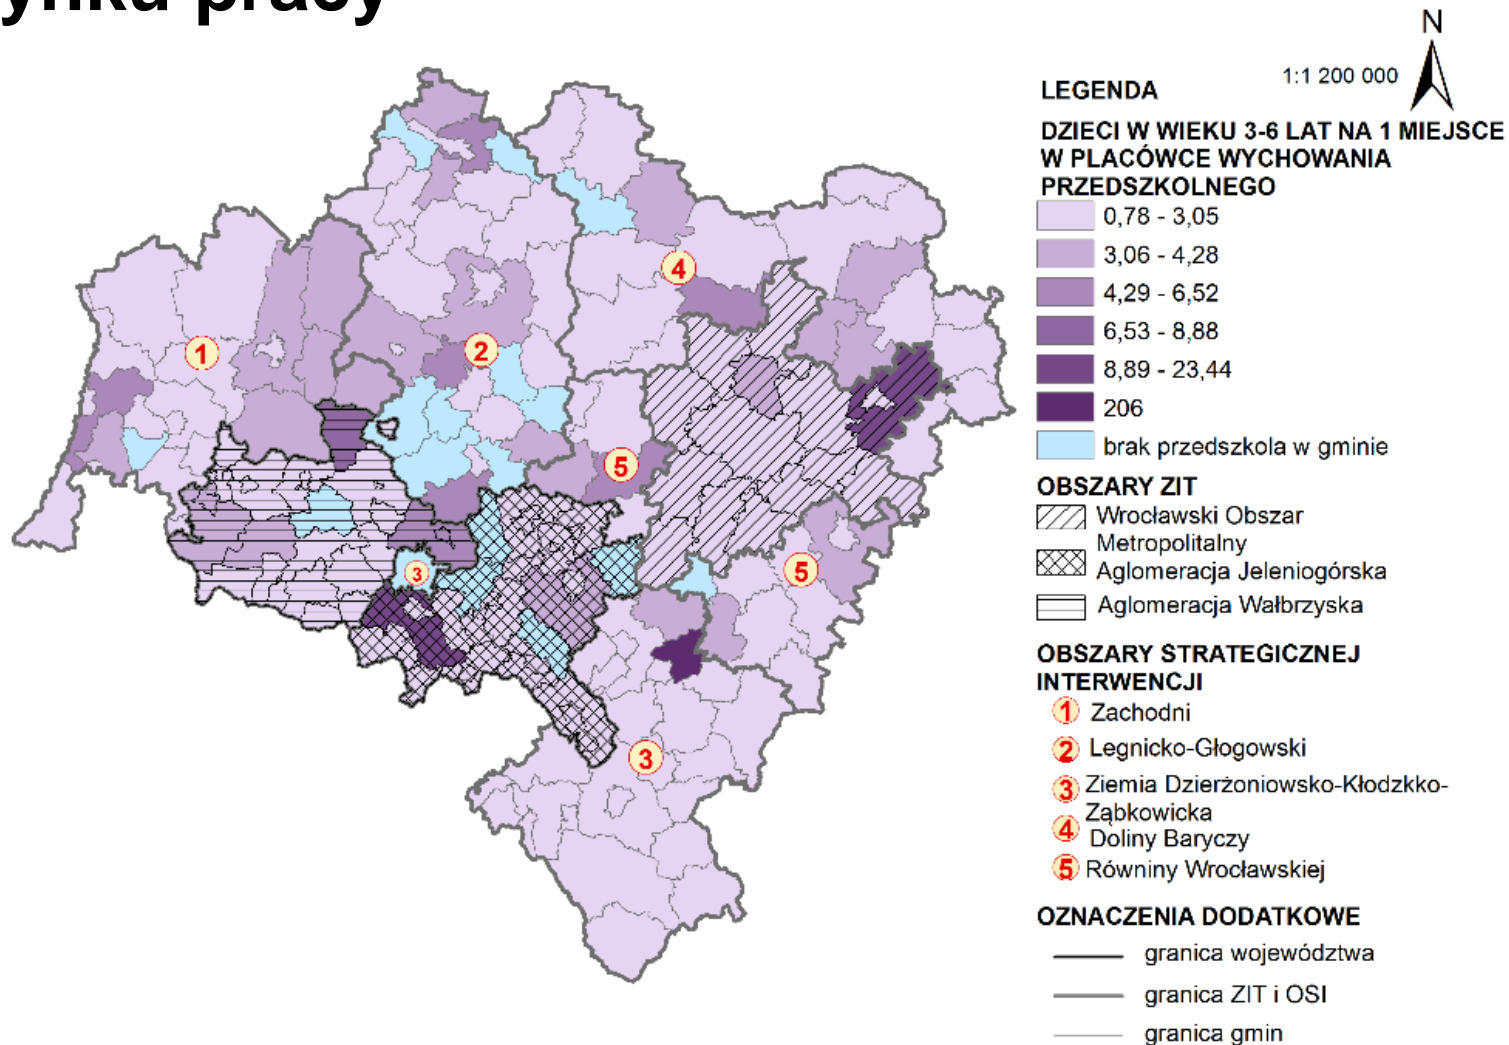 ynku pracy
N
1:1 200 000
LEGENDA
DZIECI W WIEKU 3-6 LAT NA 1 MIEJSCE
W PLACÓWCE WYCHOWANIA
PRZEDSZKOLNEGO
0,78 - 3,05
3,06 - 4,28
4,29 - 6,52
6,53 - 8,88
8,89 - 23,44
206
brak przedszkola w gminie
OBSZARY ZIT
Wrocławski Obszar
Metropolitalny
Aglomeracja Jeleniogórska
Aglomeracja Wałbrzyska
OBSZARY STRATEGICZNEJ
INTERWENCJI
1 Zachodni
2 Legnicko-Głogowski
3 Ziemia Dzierżoniowsko-Kłodzkko-
Ząbkowicka
4 Doliny Baryczy
5 Równiny Wrocławskiej
OZNACZENIA DODATKOWE
granica województwa
granica ZIT i OSI
granica gmin
4
2
1
5
5
3
3